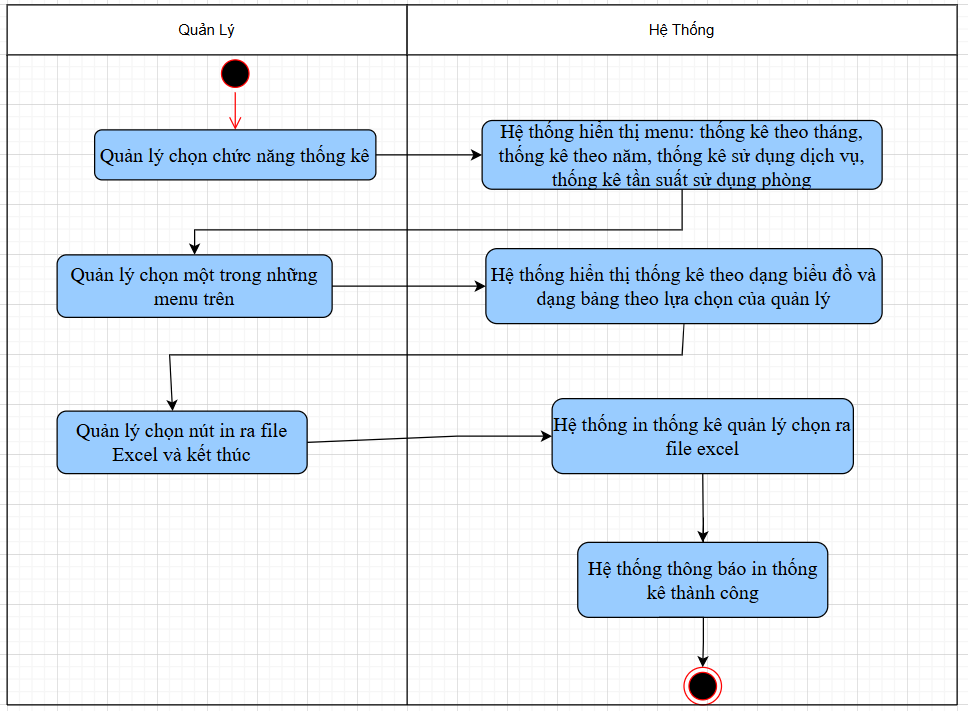 Quản Lý
Hệ Thống
Quản lý chọn chức năng thống kê
Hệ thống hiển thị menu: thống kê theo tháng,
thống kê theo năm, thống kê sử dụng dịch vụ,
thống kê tần suất sử dụng phòng
Quản lý chọn một trong những
menu trên
Hệ thống hiển thị thống kê theo dạng biểu đồ và
dạng bảng theo lựa chọn của quản lý
Quản lý chọn nút in ra file
Excel và kết thúc
Hệ thống in thống kê quản lý chọn ra
file excel
Hệ thống thông báo in thống
kê thành công